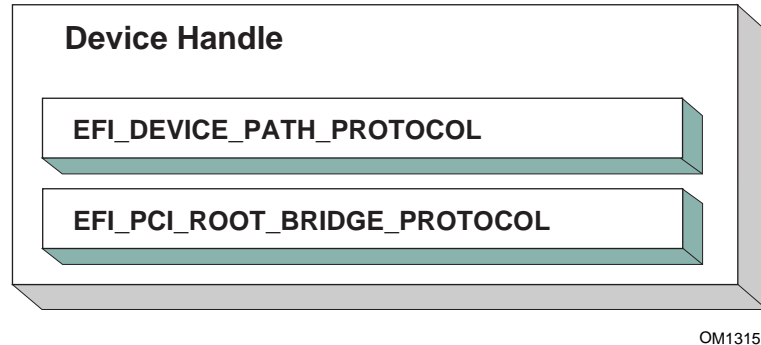 Device Handle
EFI_DEVICE_PATH_PROTOCOL
EFI_PCI_ROOT_BRIDGE_PROTOCOL
OM1315